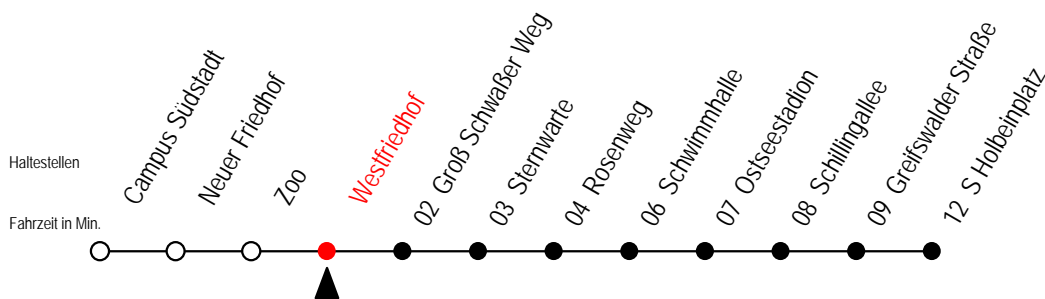 Haltestellen
Fahrzeit in Min.
Campus Südstadt
Neuer Friedhof
Zoo
Westfriedhof
02 Groß Schwaßer Weg
03 Sternwarte
04 Rosenweg
06 Schwimmhalle
07 Ostseestadion
08 Schillingallee
09 Greifswalder Straße
12 S Holbeinplatz